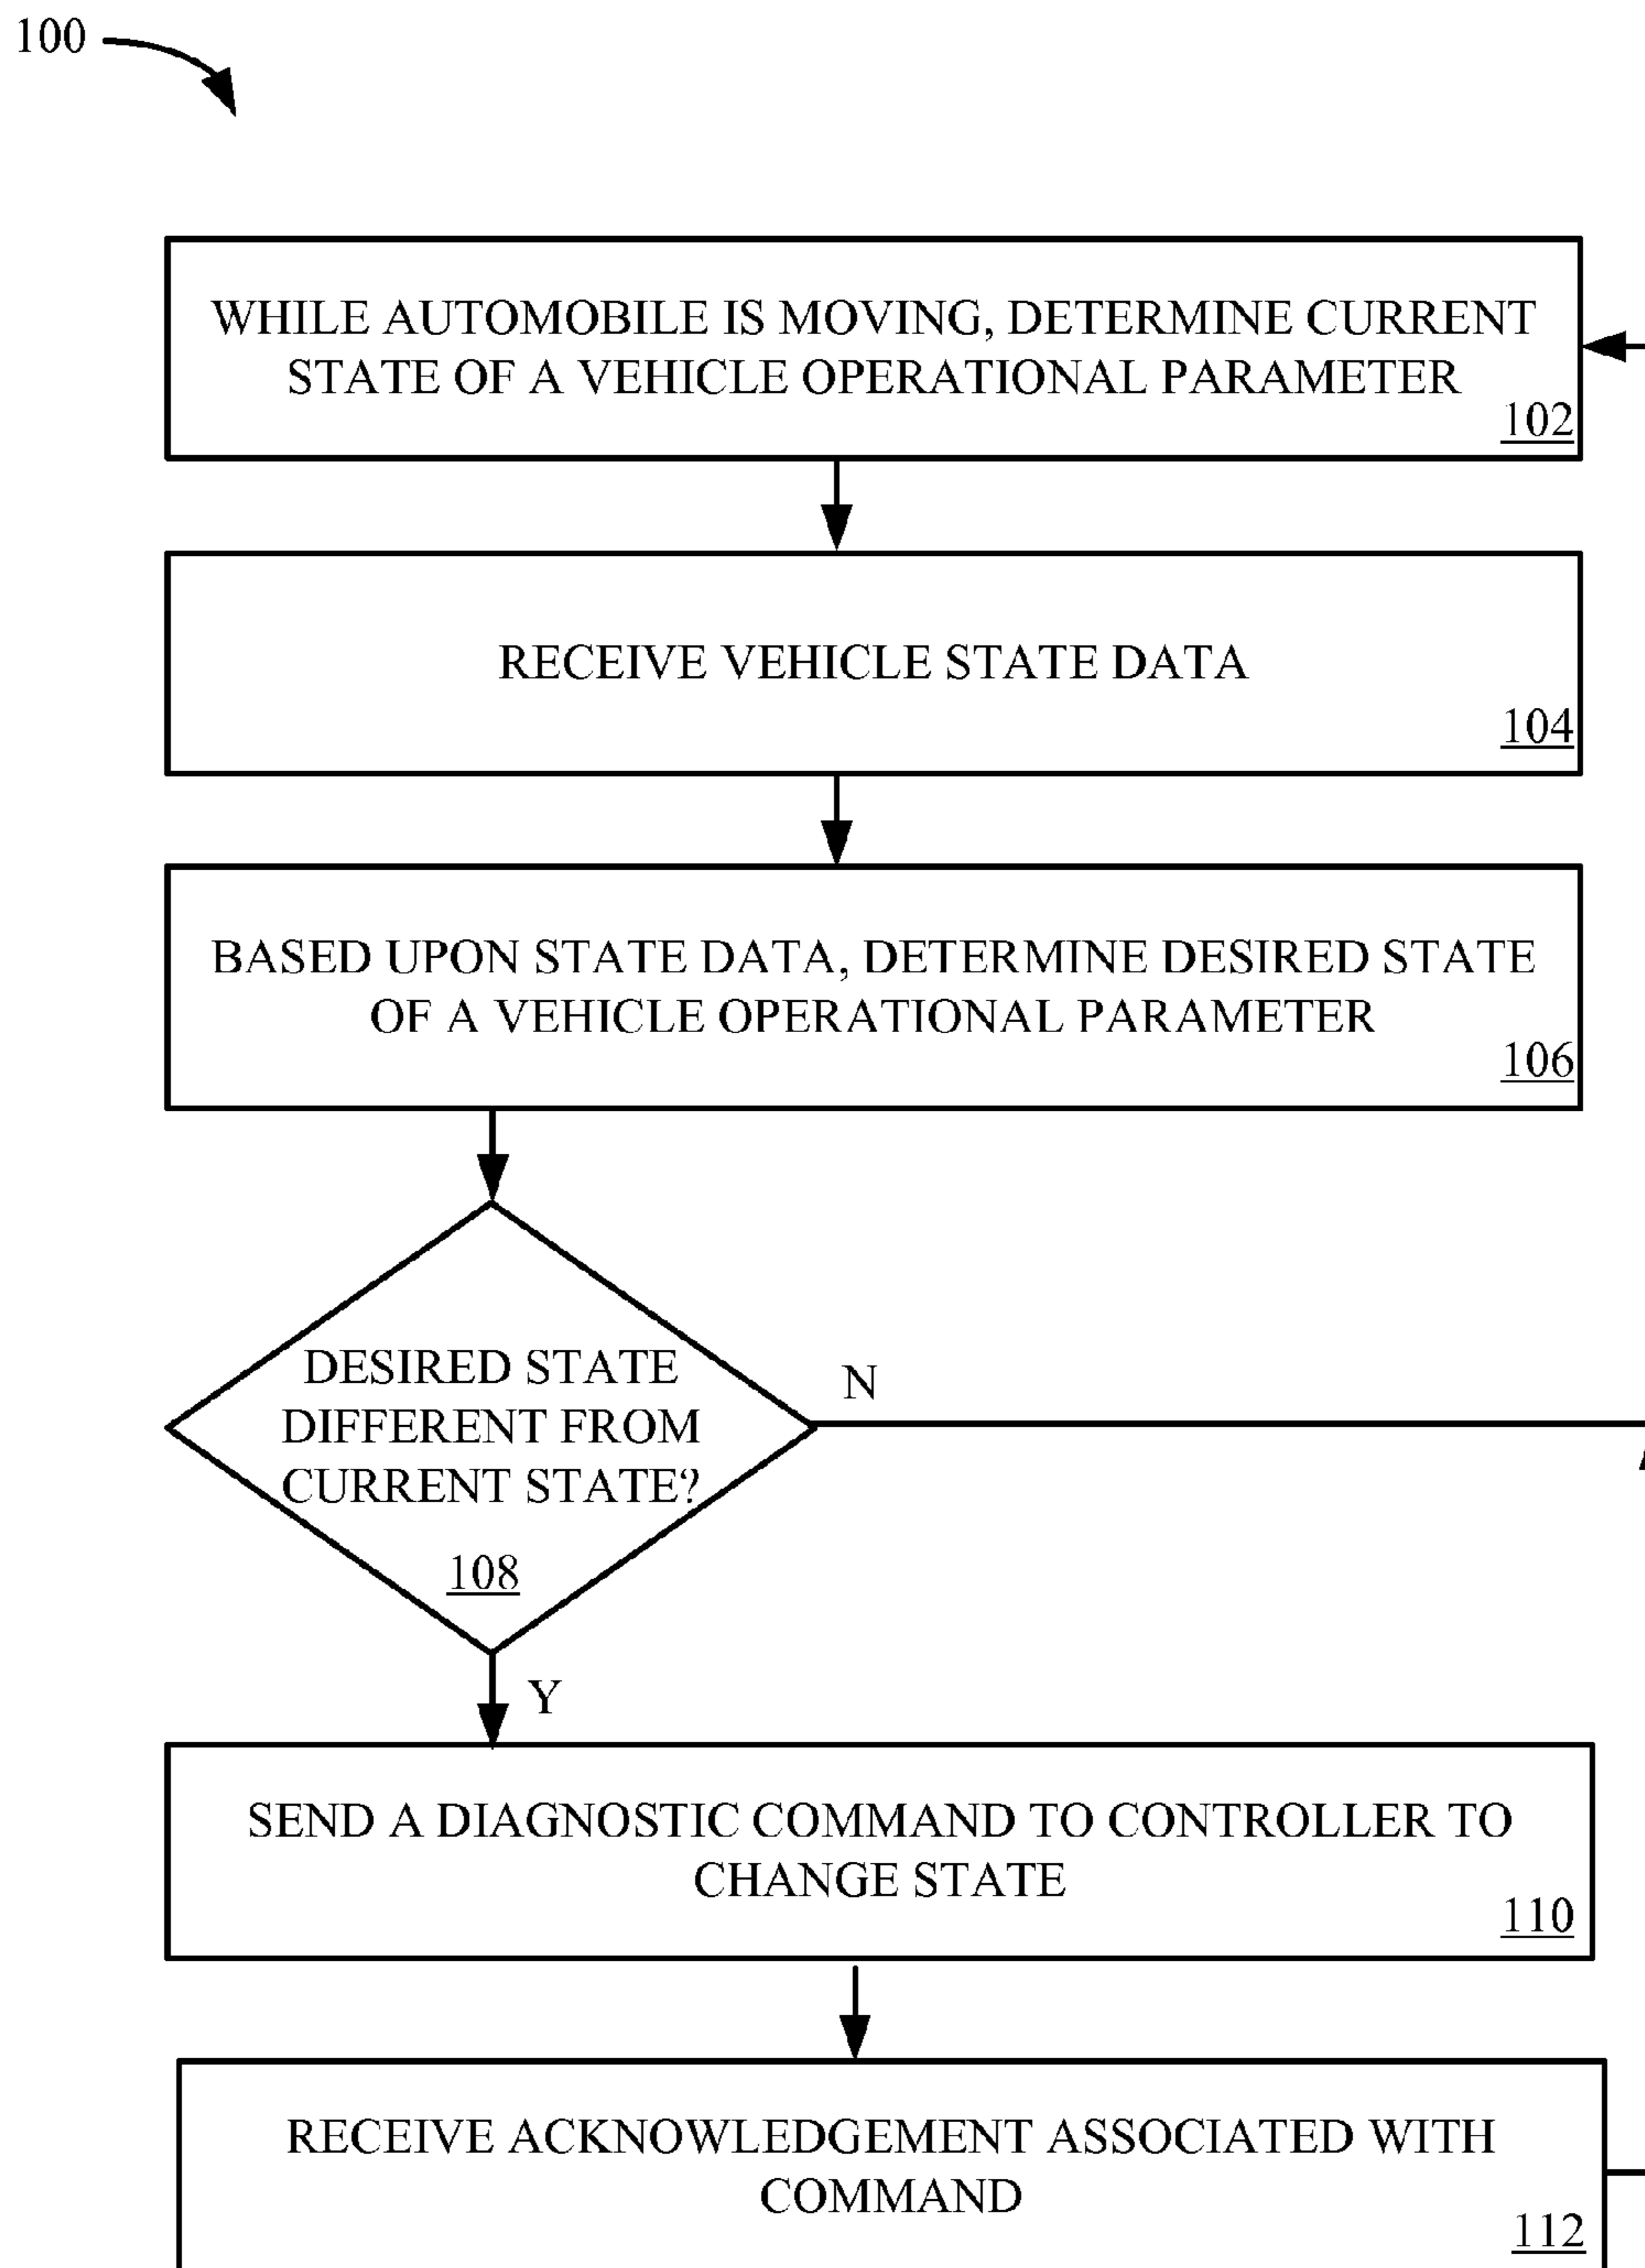 100
WHILE AUTOMOBILE IS MOVING, DETERMINE CURRENT
STATE OF A VEHICLE OPERATIONAL PARAMETER
102
RECEIVE VEHICLE STATE DATA
104
BASED UPON STATE DATA, DETERMINE DESIRED STATE
OF A VEHICLE OPERATIONAL PARAMETER
106
DESIRED STATE
DIFFERENT FROM
CURRENT STATE?
108
N
Y
SEND A DIAGNOSTIC COMMAND TO CONTROLLER TO
CHANGE STATE
110
RECEIVE ACKNOWLEDGEMENT ASSOCIATED WITH
COMMAND
112